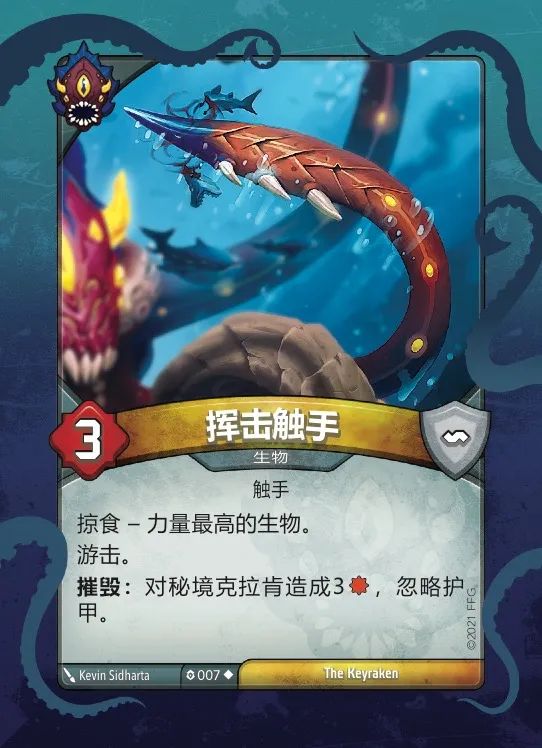 3
挥击触手
生物
触手
掠食 – 力量最高的生物。
游击。
摧毁：对秘境克拉肯造成3，忽略护
甲。
©2021 FFG
Kevin Sidharta
007
The Keyraken